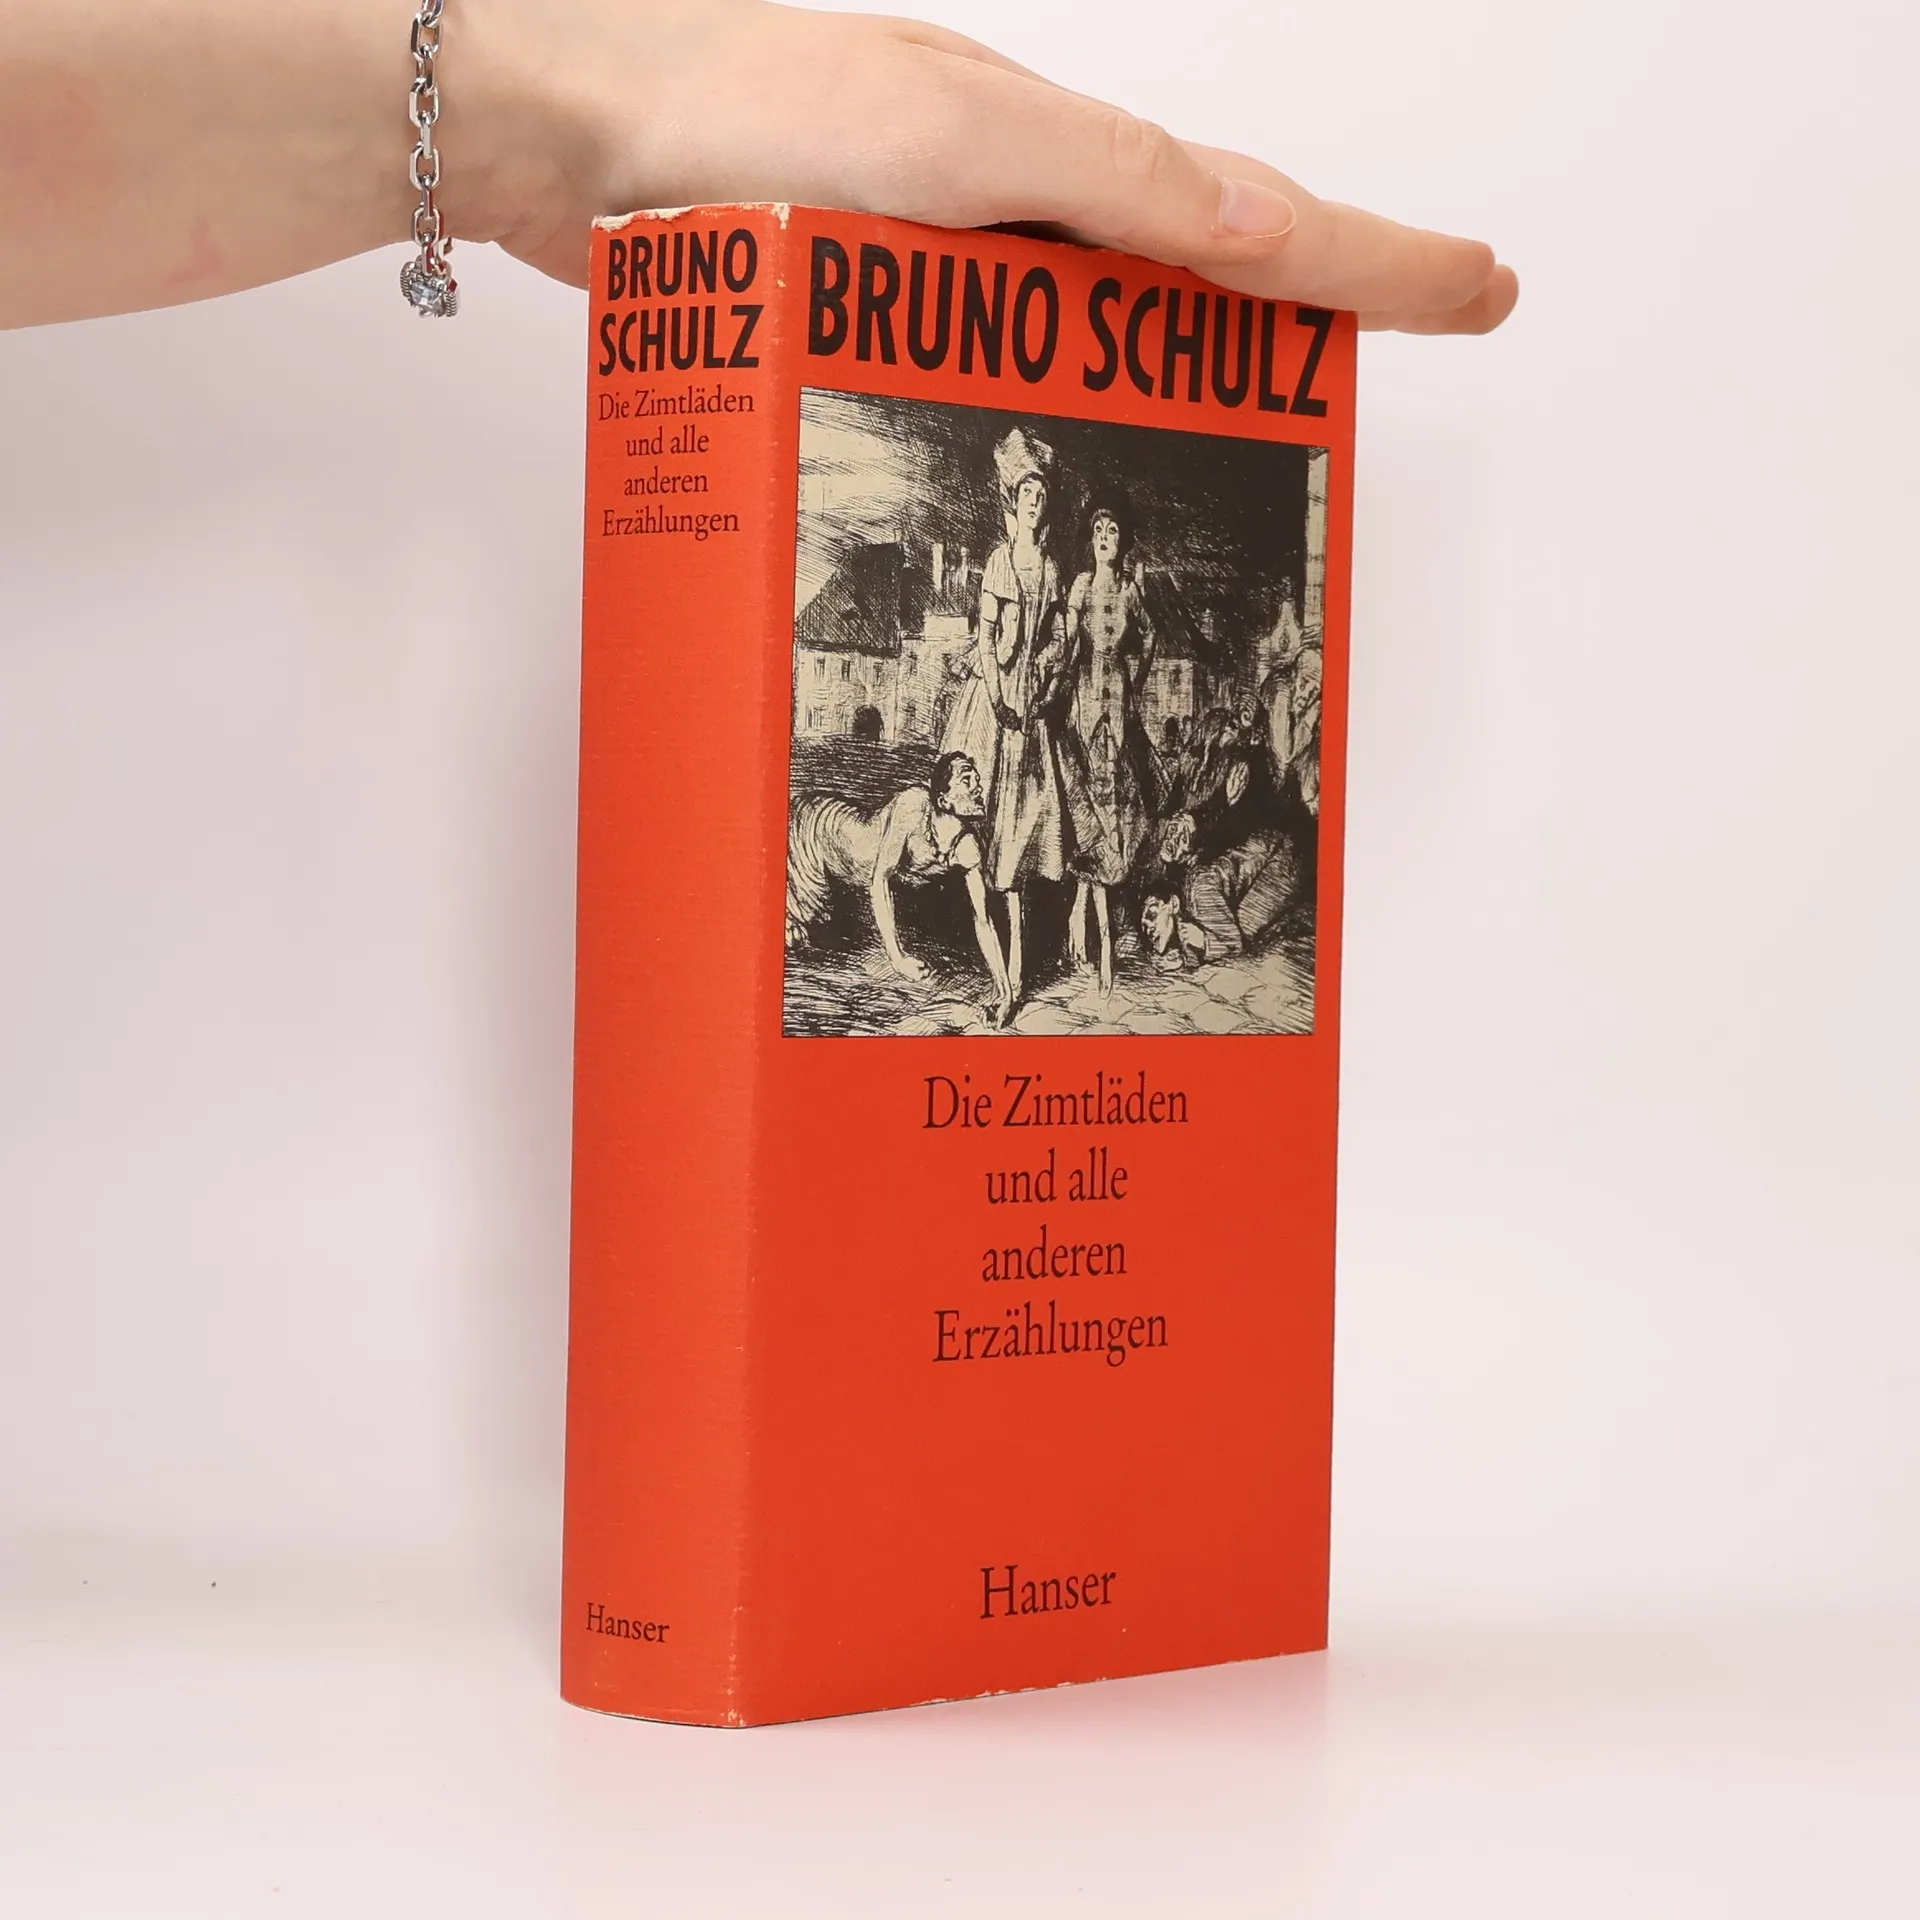 BRUNO
SCHULZ
Die Zimtläden
und alle
anderen
Erzählungen
Hanser
BRUNO SCHULZ
Die Zimtläden
und alle
anderen
Erzählungen
Hanser